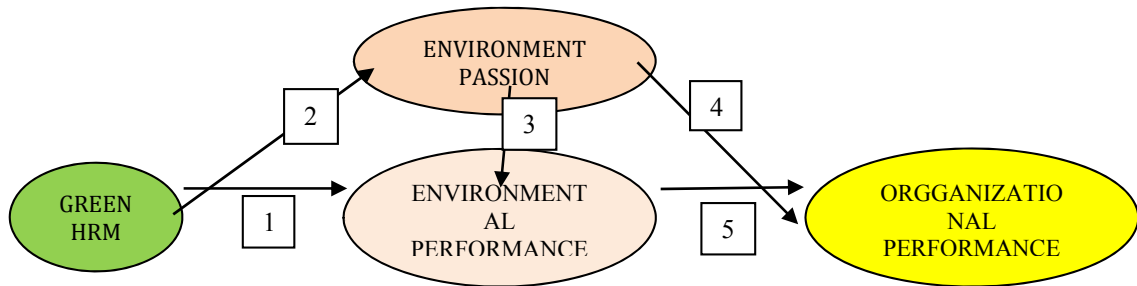 ENVIRONMENT
PASSION
2
3
4
GREEN
HRM
1
ENVIRONMENT
AL
PERFORMANCE
5
ORGGANIZATIO
NAL
PERFORMANCE